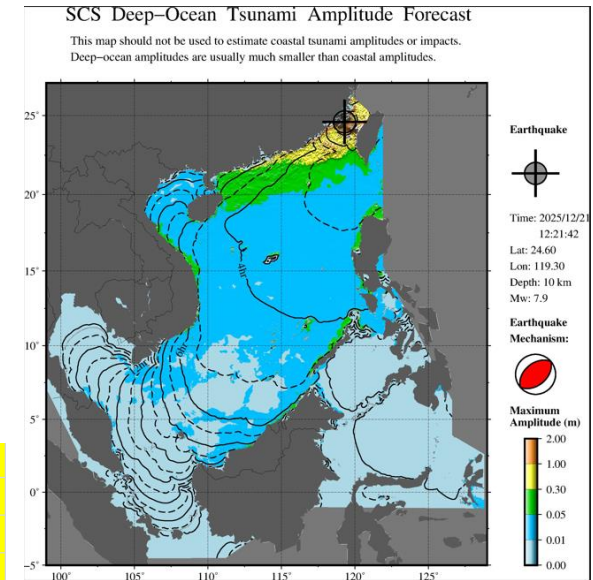 SCS Deep−Ocean Tsunami Amplitude Forecast
This map should not be used to estimate coastal tsunami amplitudes or impacts.
Deep−ocean amplitudes are usually much smaller than coastal amplitudes.
25°
20°
15°
10°
5°
0°
−5°
100°
105°
110°
115°
120°
125°
4Hr
Earthquake
Time: 2025/12/21
12:21:42
Lat: 24.60
Lon: 119.30
Depth: 10 km
Mw: 7.9
Earthquake
Mechanism:
Maximum
Amplitude (m)
2.00
1.00
0.30
0.05
0.01
0.00